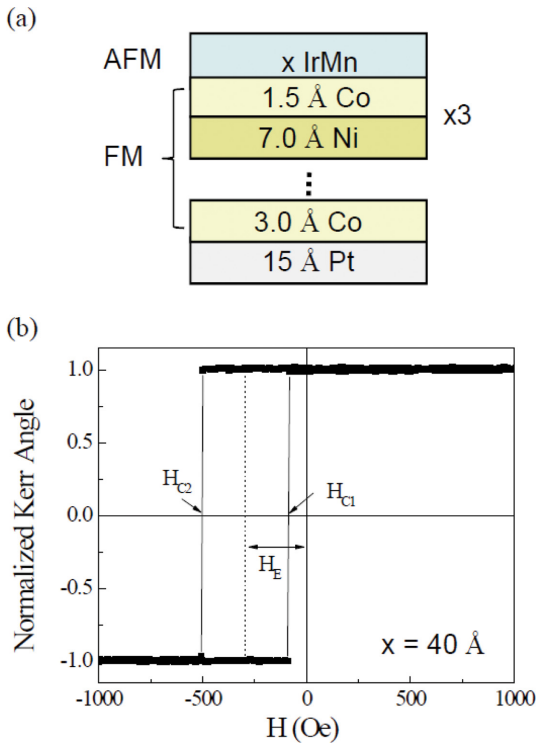 (a)
AFM
x IrMn
1.5 Å Co
x3
7.0 Å Ni
FM
3.0 Å Co
15 Å Pt
(b)
Normalized Kerr Angle
1.0
0.5
0.0
-0.5
-1.0
H_C2
H_C1
H_E
x = 40 Å
-1000
-500
0
500
1000
H (Oe)